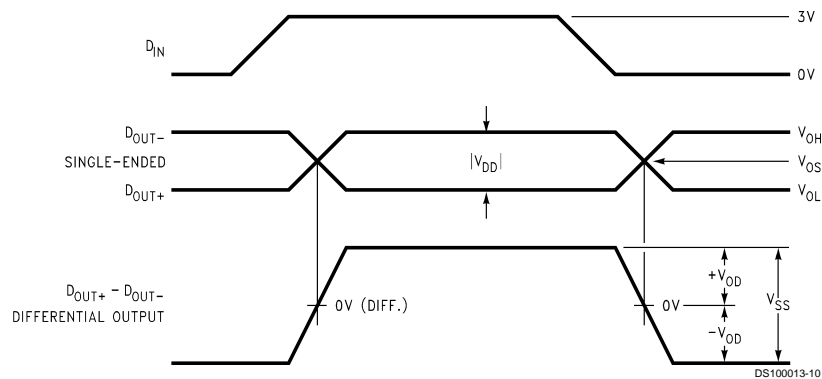 3V
D_IN
0V
D_OUT-
V_OH
SINGLE-ENDED
|V_DD|
V_OS
D_OUT+
V_OL
+V_OD
D_OUT+ - D_OUT-
0V (DIFF.)
0V
V_SS
DIFFERENTIAL OUTPUT
-V_OD
DS100013-10